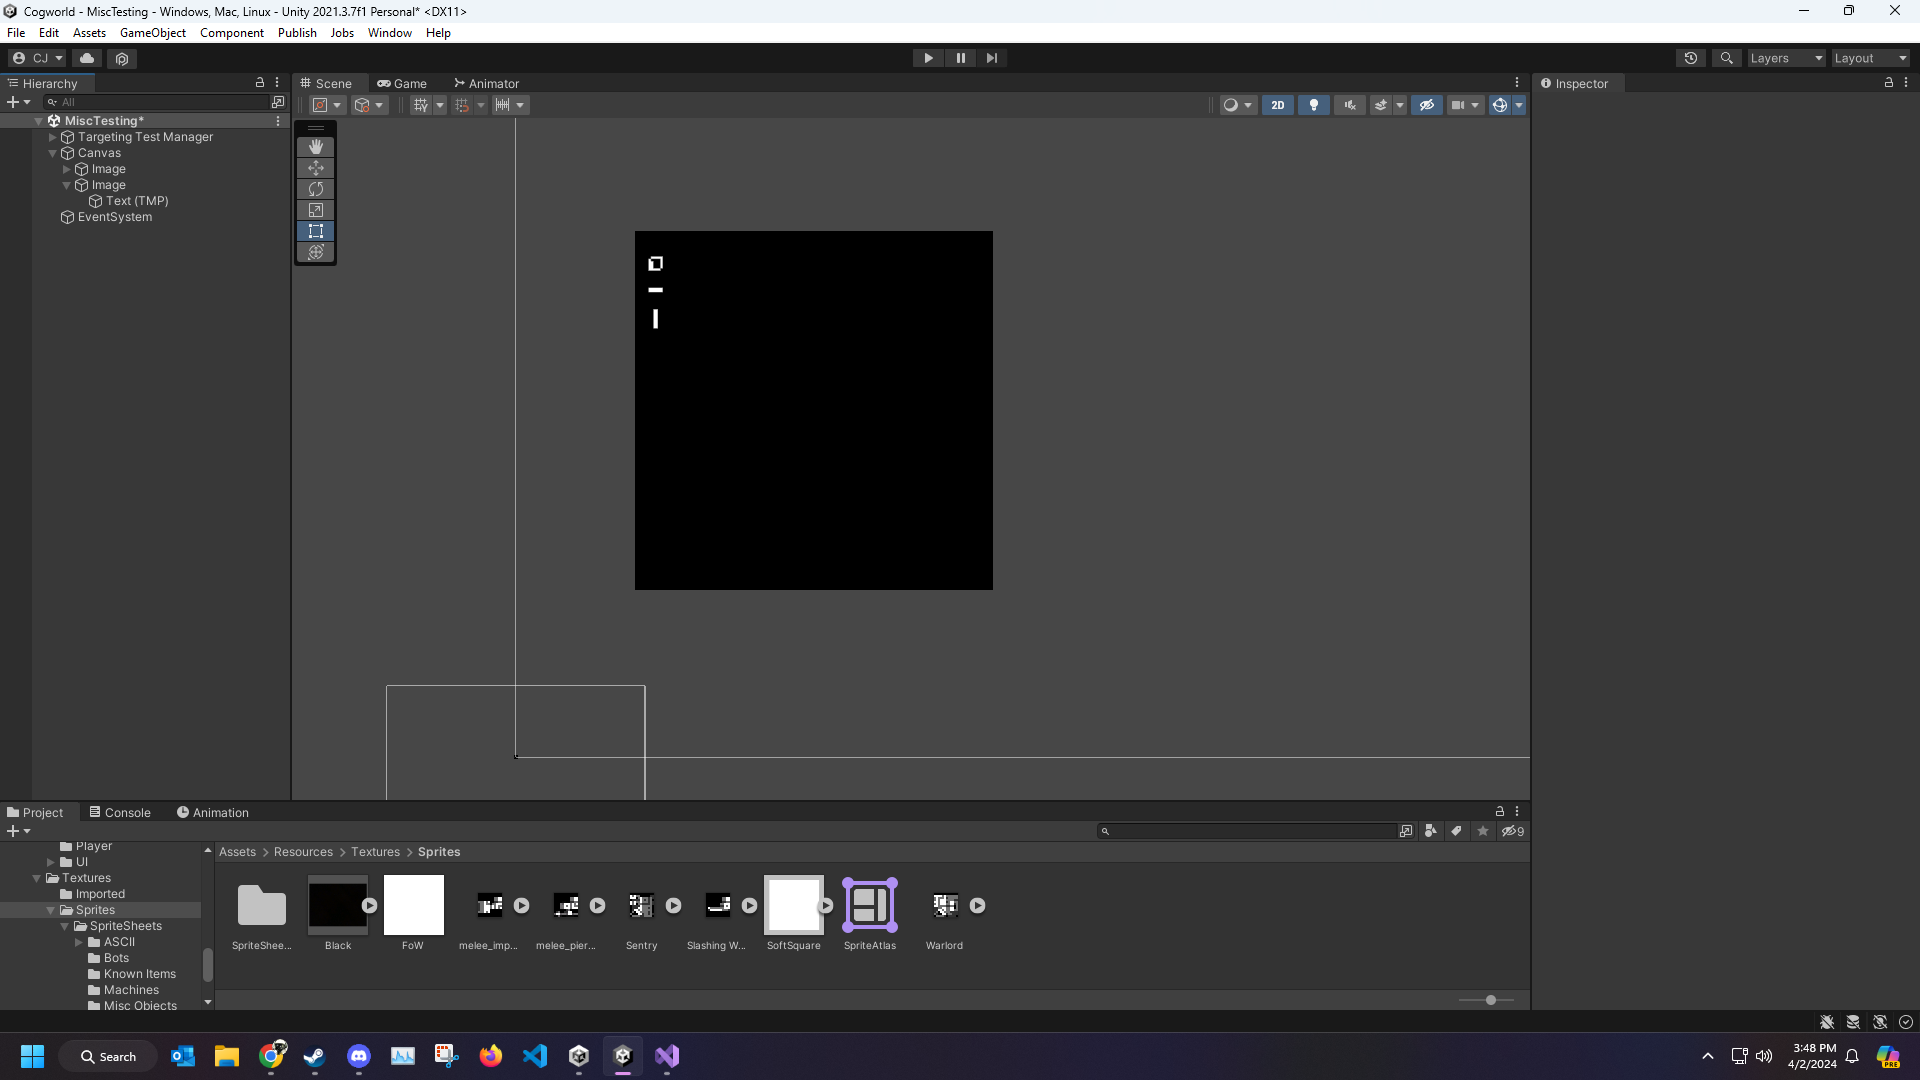 Cogworld - MiscTesting - Windows, Mac, Linux - Unity 2021.3.7f1 Personal* <DX11>
File Edit Assets GameObject Component Publish Jobs Window Help
CJ Layers Layout
Hierarchy Scene Game Animator Inspector
All 2D
MiscTesting*
Targeting Test Manager
Canvas
Image
Image
Text (TMP)
EventSystem
Project Console Animation
9
Player
UI
Textures
Imported
Sprites
SpriteSheets
ASCII
Bots
Known Items
Machines
Misc Objects
Assets > Resources > Textures > Sprites
SpriteShee... Black FoW melee_imp... melee_pier... Sentry Slashing W... SoftSquare SpriteAtlas Warlord
Search
3:48 PM
4/2/2024
PRE